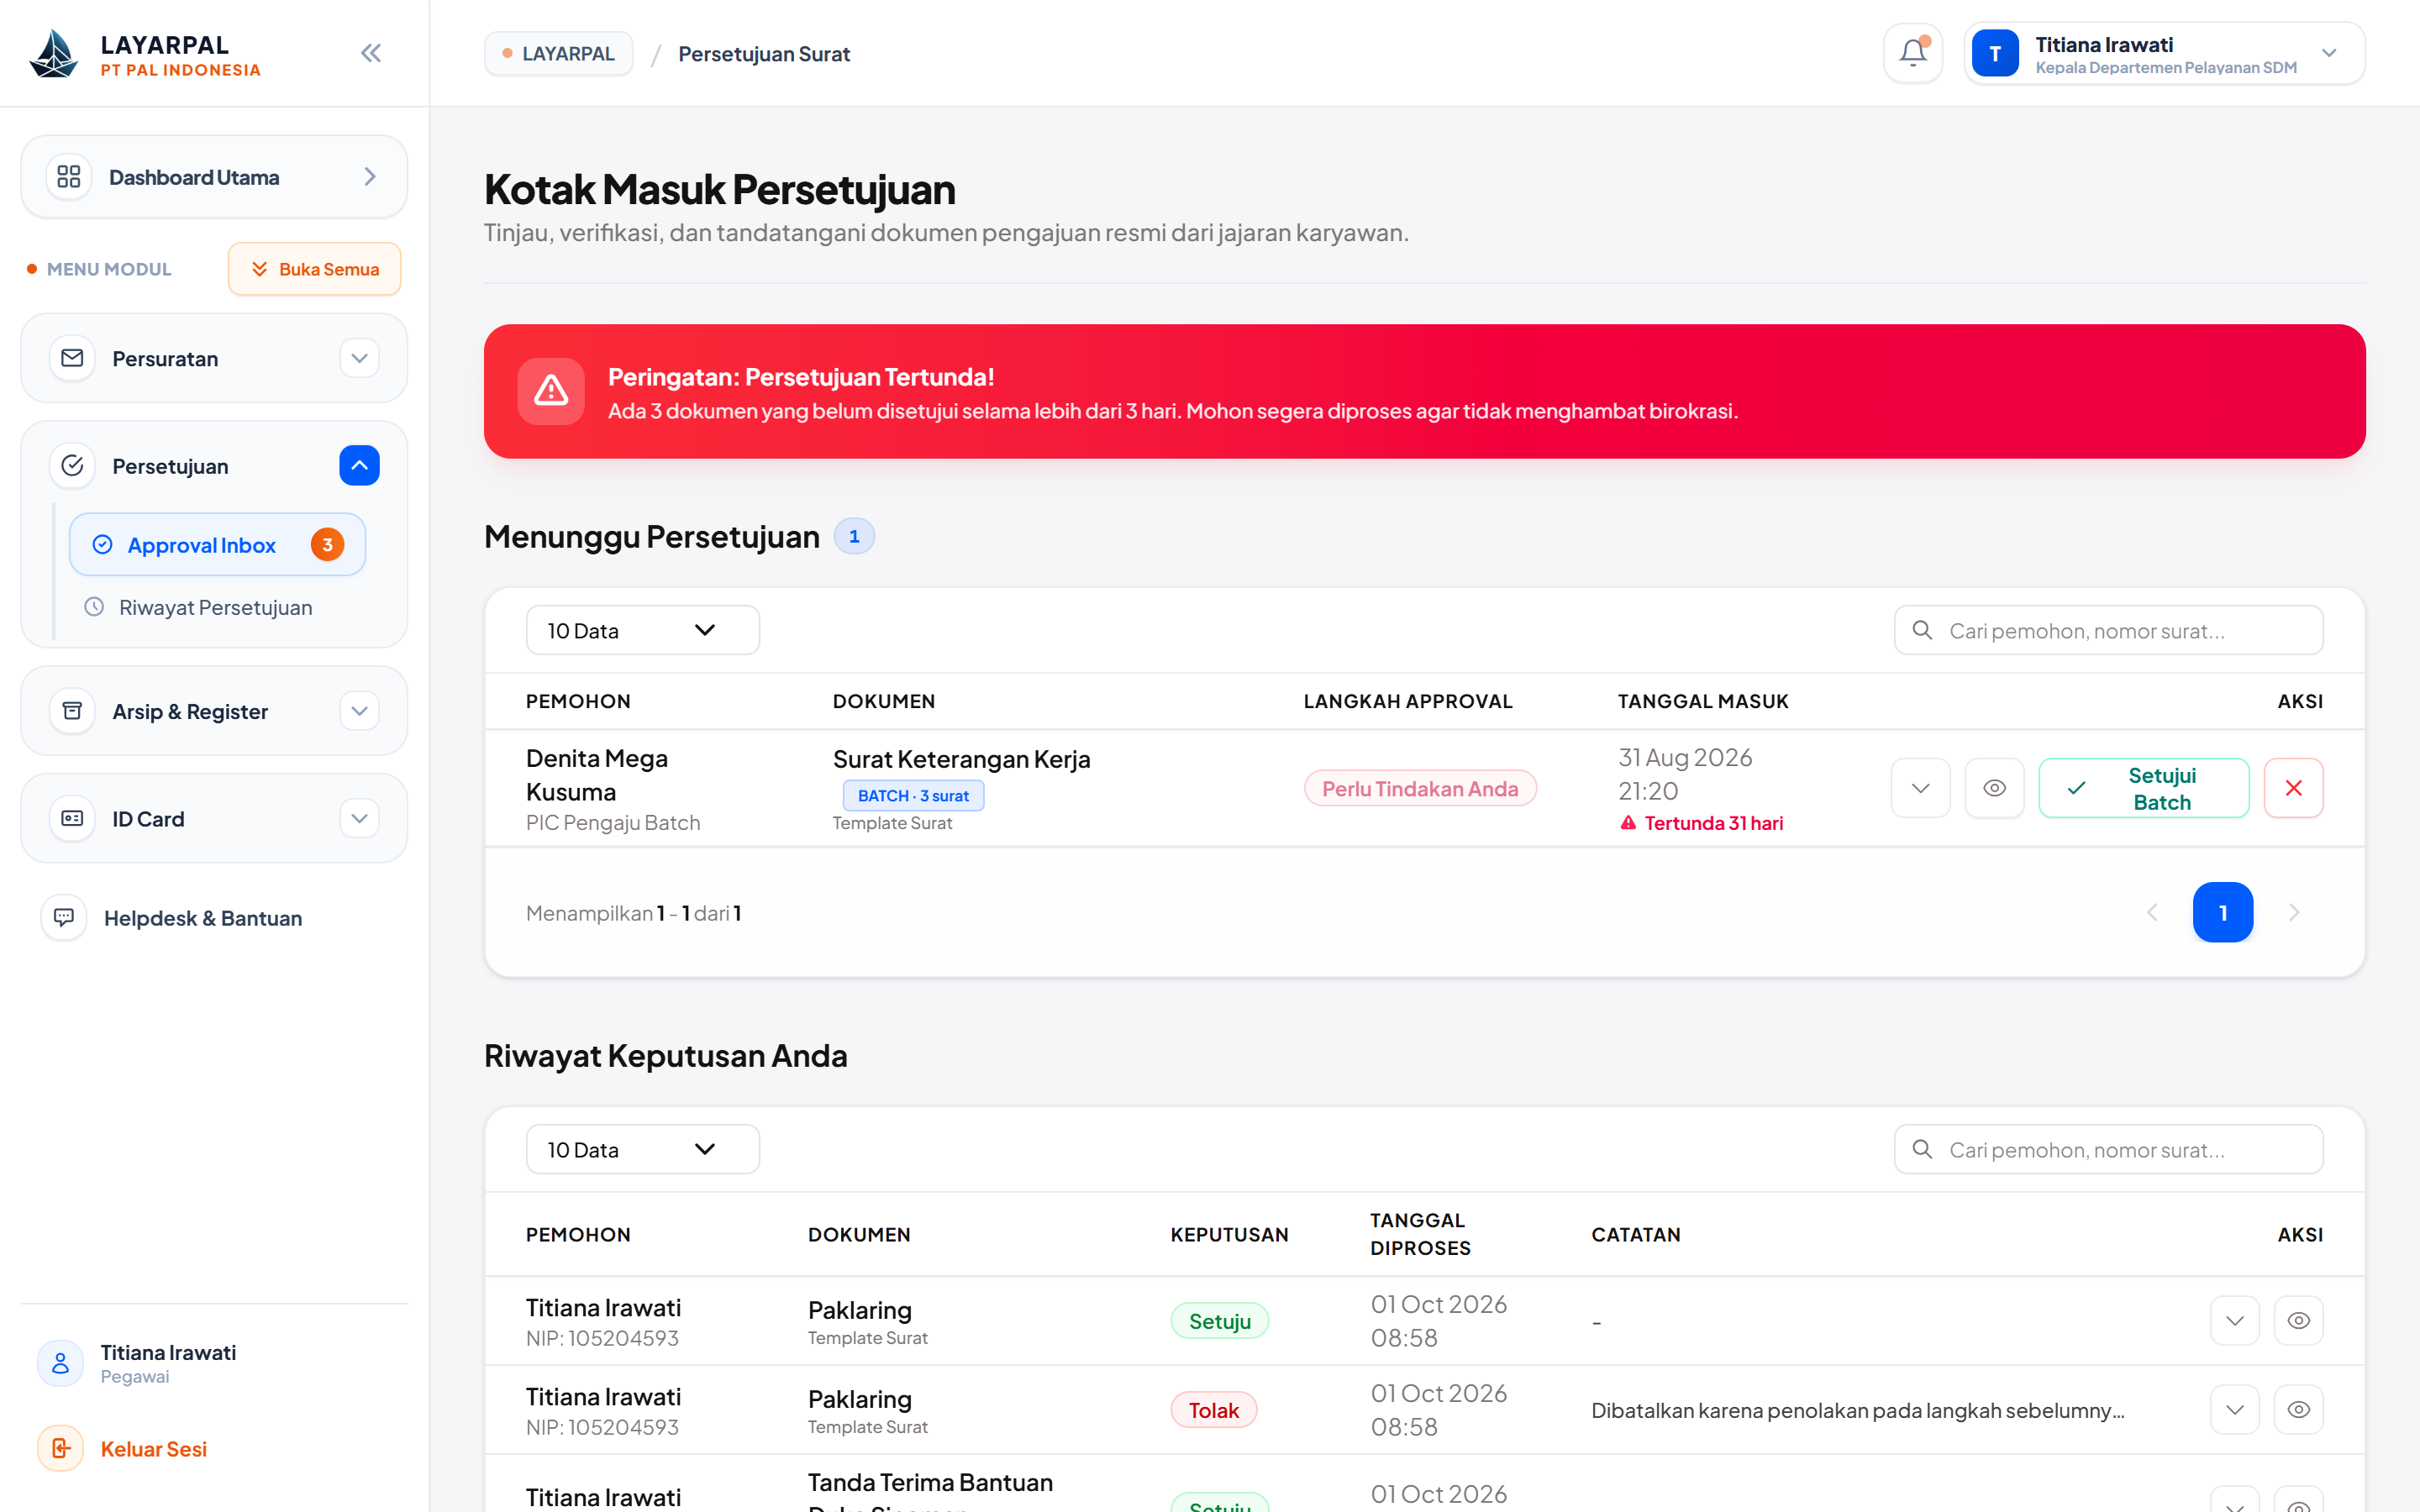 LAYARPAL
PT PAL INDONESIA
Dashboard Utama
MENU MODUL
Buka Semua
Persuratan
Persetujuan
Approval Inbox
3
Riwayat Persetujuan
Arsip & Register
ID Card
Helpdesk & Bantuan
Titiana Irawati
Pegawai
Keluar Sesi
LAYARPAL / Persetujuan Surat
T
Titiana Irawati
Kepala Departemen Pelayanan SDM
Kotak Masuk Persetujuan
Tinjau, verifikasi, dan tandatangani dokumen pengajuan resmi dari jajaran karyawan.
Peringatan: Persetujuan Tertunda!
Ada 3 dokumen yang belum disetujui selama lebih dari 3 hari. Mohon segera diproses agar tidak menghambat birokrasi.
Menunggu Persetujuan 1
10 Data
Cari pemohon, nomor surat...
PEMOHON DOKUMEN LANGKAH APPROVAL TANGGAL MASUK AKSI
Denita Mega
Kusuma
PIC Pengaju Batch
Surat Keterangan Kerja
BATCH · 3 surat
Template Surat
Perlu Tindakan Anda
31 Aug 2026
21:20
Tertunda 31 hari
Setujui
Batch
Menampilkan 1 - 1 dari 1
1
Riwayat Keputusan Anda
10 Data
Cari pemohon, nomor surat...
PEMOHON DOKUMEN KEPUTUSAN TANGGAL
DIPROSES CATATAN AKSI
Titiana Irawati
NIP: 105204593
Paklaring
Template Surat
Setuju
01 Oct 2026
08:58
-
Titiana Irawati
NIP: 105204593
Paklaring
Template Surat
Tolak
01 Oct 2026
08:58
Dibatalkan karena penolakan pada langkah sebelumny...
Titiana Irawati
Tanda Terima Bantuan
Setuju
01 Oct 2026